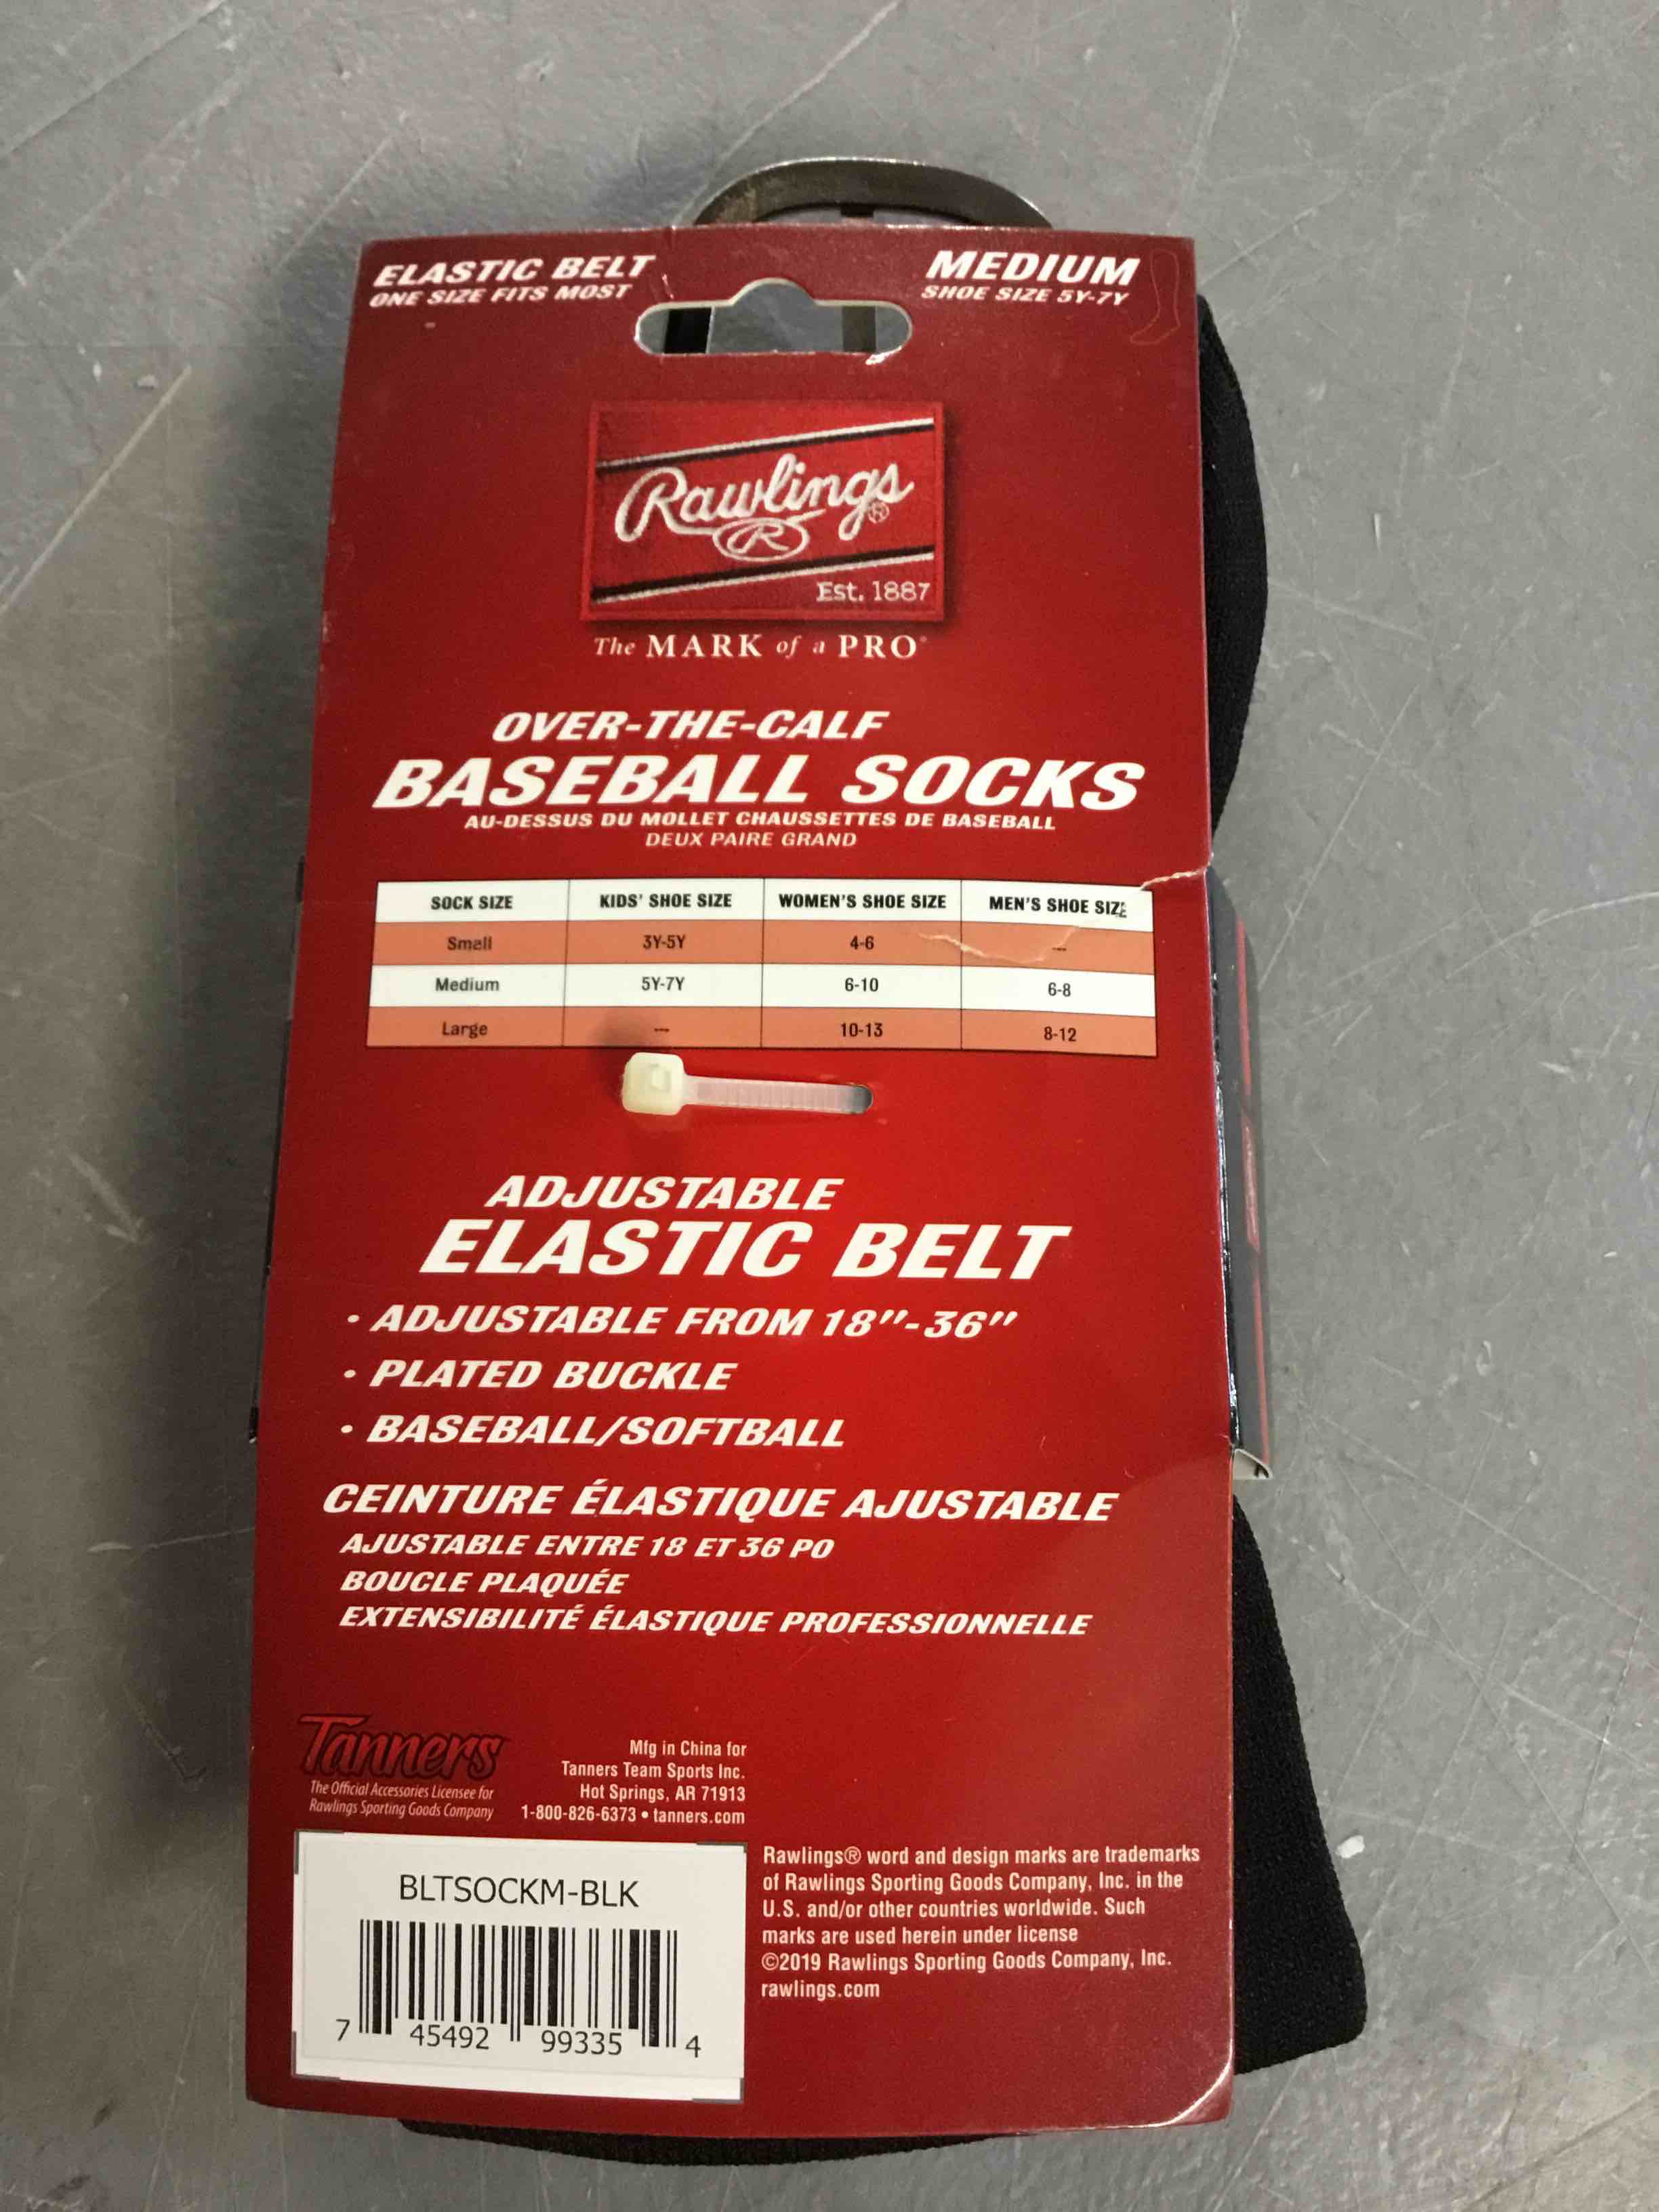 ELASTIC BELT
ONE SIZE FITS MOST
MEDIUM
SHOE SIZE 5Y-7Y
Rawlings®
R
Est. 1887
The MARK of a PRO®
OVER-THE-CALF
BASEBALL SOCKS
AU-DESSUS DU MOLLET CHAUSSETTES DE BASEBALL
DEUX PAIRE GRAND
SOCK SIZE KIDS' SHOE SIZE WOMEN'S SHOE SIZE MEN'S SHOE SIZE
Small 3Y-5Y 4-6 ---
Medium 5Y-7Y 6-10 6-8
Large --- 10-13 8-12
ADJUSTABLE
ELASTIC BELT
• ADJUSTABLE FROM 18"-36"
• PLATED BUCKLE
• BASEBALL/SOFTBALL
CEINTURE ÉLASTIQUE AJUSTABLE
AJUSTABLE ENTRE 18 ET 36 PO
BOUCLE PLAQUÉE
EXTENSIBILITÉ ÉLASTIQUE PROFESSIONNELLE
Tanners
The Official Accessories Licensee for
Rawlings Sporting Goods Company
Mfg in China for
Tanners Team Sports Inc.
Hot Springs, AR 71913
1-800-826-6373 • tanners.com
BLTSOCKM-BLK
7 45492 99335 4
Rawlings® word and design marks are trademarks
of Rawlings Sporting Goods Company, Inc. in the
U.S. and/or other countries worldwide. Such
marks are used herein under license
©2019 Rawlings Sporting Goods Company, Inc.
rawlings.com